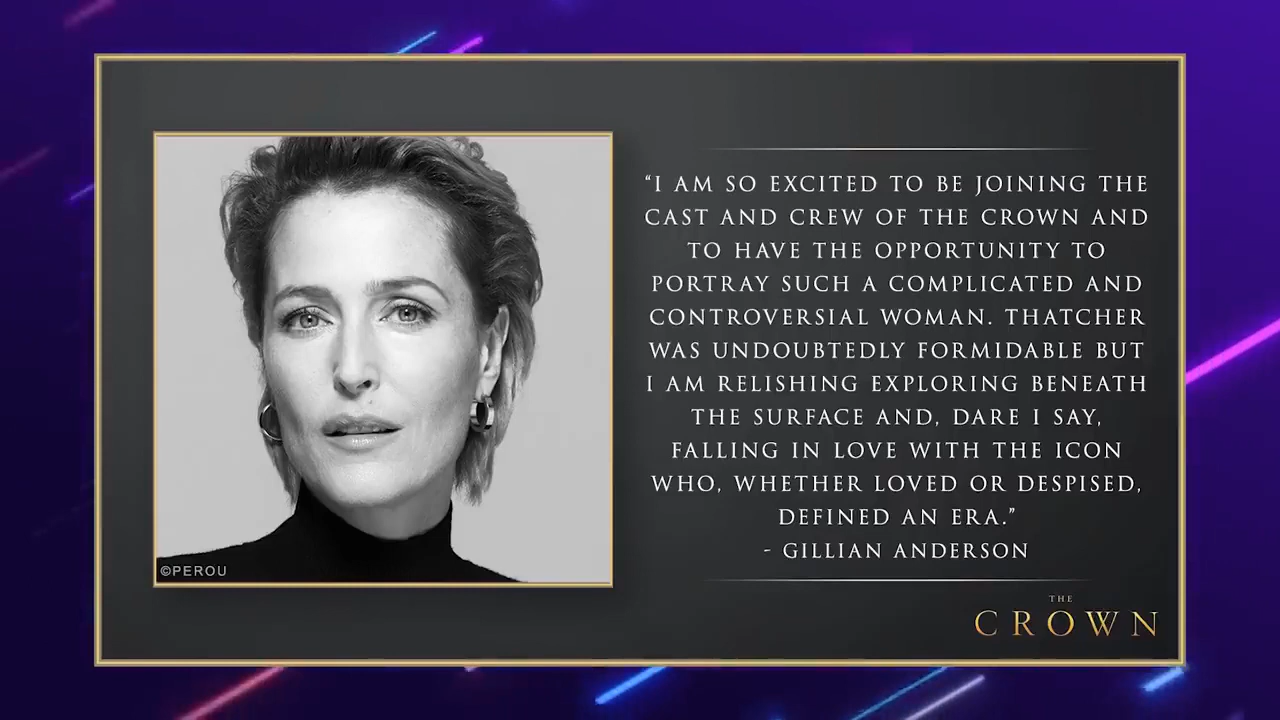 “I AM SO EXCITED TO BE JOINING THE
CAST AND CREW OF THE CROWN AND
TO HAVE THE OPPORTUNITY TO
PORTRAY SUCH A COMPLICATED AND
CONTROVERSIAL WOMAN. THATCHER
WAS UNDOUBTEDLY FORMIDABLE BUT
I AM RELISHING EXPLORING BENEATH
THE SURFACE AND, DARE I SAY,
FALLING IN LOVE WITH THE ICON
WHO, WHETHER LOVED OR DESPISED,
DEFINED AN ERA.”
- GILLIAN ANDERSON
©PEROU
THE
CROWN